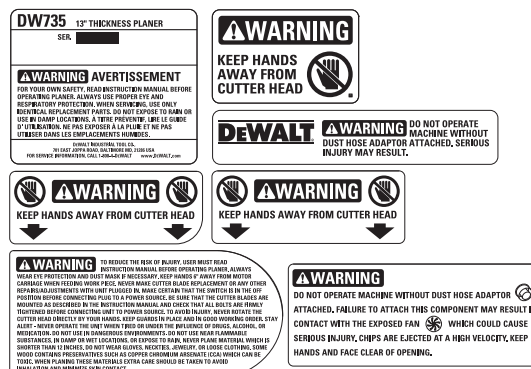 DW735 13" THICKNESS PLANER
SER.
WARNING AVERTISSEMENT
FOR YOUR OWN SAFETY, READ INSTRUCTION MANUAL BEFORE
OPERATING PLANER. ALWAYS USE PROPER EYE AND
RESPIRATORY PROTECTION. WHEN SERVICING, USE ONLY
IDENTICAL REPLACEMENT PARTS. DO NOT EXPOSE TO RAIN OR
USE IN DAMP LOCATIONS. À TITRE PRÉVENTIF, LIRE LE GUIDE
D' UTILISATION. NE PAS EXPOSER À LA PLUIE ET NE PAS
UTILISER DANS LES EMPLACEMENTS HUMIDES.
DeWALT INDUSTRIAL TOOL CO.,
701 EAST JOPPA ROAD, BALTIMORE MD, 21286 USA
FOR SERVICE INFORMATION, CALL 1-800-4-DeWALT www.DeWALT.com
WARNING
KEEP HANDS
AWAY FROM
CUTTER HEAD
DEWALT
WARNING DO NOT OPERATE
MACHINE WITHOUT
DUST HOSE ADAPTOR ATTACHED, SERIOUS
INJURY MAY RESULT.
WARNING
KEEP HANDS AWAY FROM CUTTER HEAD
WARNING
KEEP HANDS AWAY FROM CUTTER HEAD
WARNING TO REDUCE THE RISK OF INJURY, USER MUST READ
INSTRUCTION MANUAL BEFORE OPERATING PLANER, ALWAYS
WEAR EYE PROTECTION AND DUST MASK IF NECESSARY, KEEP HANDS 6" AWAY FROM MOTOR
CARRIAGE WHEN FEEDING WORK PIECE. NEVER MAKE CUTTER BLADE REPLACEMENT OR ANY OTHER
REPAIRS/ADJUSTMENTS WITH UNIT PLUGGED IN. MAKE CERTAIN THAT THE SWITCH IS IN THE OFF
POSITION BEFORE CONNECTING PLUG TO A POWER SOURCE. BE SURE THAT THE CUTTER BLADES ARE
MOUNTED AS DESCRIBED IN THE INSTRUCTION MANUAL AND CHECK THAT ALL BOLTS ARE FIRMLY
TIGHTENED BEFORE CONNECTING UNIT TO POWER SOURCE. TO AVOID INJURY, NEVER ROTATE THE
CUTTER HEAD DIRECTLY BY YOUR HANDS. KEEP GUARDS IN PLACE AND IN GOOD WORKING ORDER. STAY
ALERT - NEVER OPERATE THE UNIT WHEN TIRED OR UNDER THE INFLUENCE OF DRUGS, ALCOHOL, OR
MEDICATION. DO NOT USE IN DANGEROUS ENVIRONMENTS. DO NOT USE NEAR FLAMMABLE
SUBSTANCES, IN DAMP OR WET LOCATIONS, OR EXPOSE TO RAIN. NEVER PLANE MATERIAL WHICH IS
SHORTER THAN 12 INCHES, DO NOT WEAR GLOVES, NECKTIES, JEWELRY, OR LOOSE CLOTHING. SOME
WOOD CONTAINS PRESERVATIVES SUCH AS COPPER CHROMIUM ARSENATE (CCA) WHICH CAN BE
TOXIC. WHEN PLANING THESE MATERIALS EXTRA CARE SHOULD BE TAKEN TO AVOID
INHALATION AND MINIMIZE SKIN CONTACT.
WARNING
DO NOT OPERATE MACHINE WITHOUT DUST HOSE ADAPTOR
ATTACHED. FAILURE TO ATTACH THIS COMPONENT MAY RESULT I
CONTACT WITH THE EXPOSED FAN WHICH COULD CAUSE
SERIOUS INJURY. CHIPS ARE EJECTED AT A HIGH VELOCITY. KEEP
HANDS AND FACE CLEAR OF OPENING.